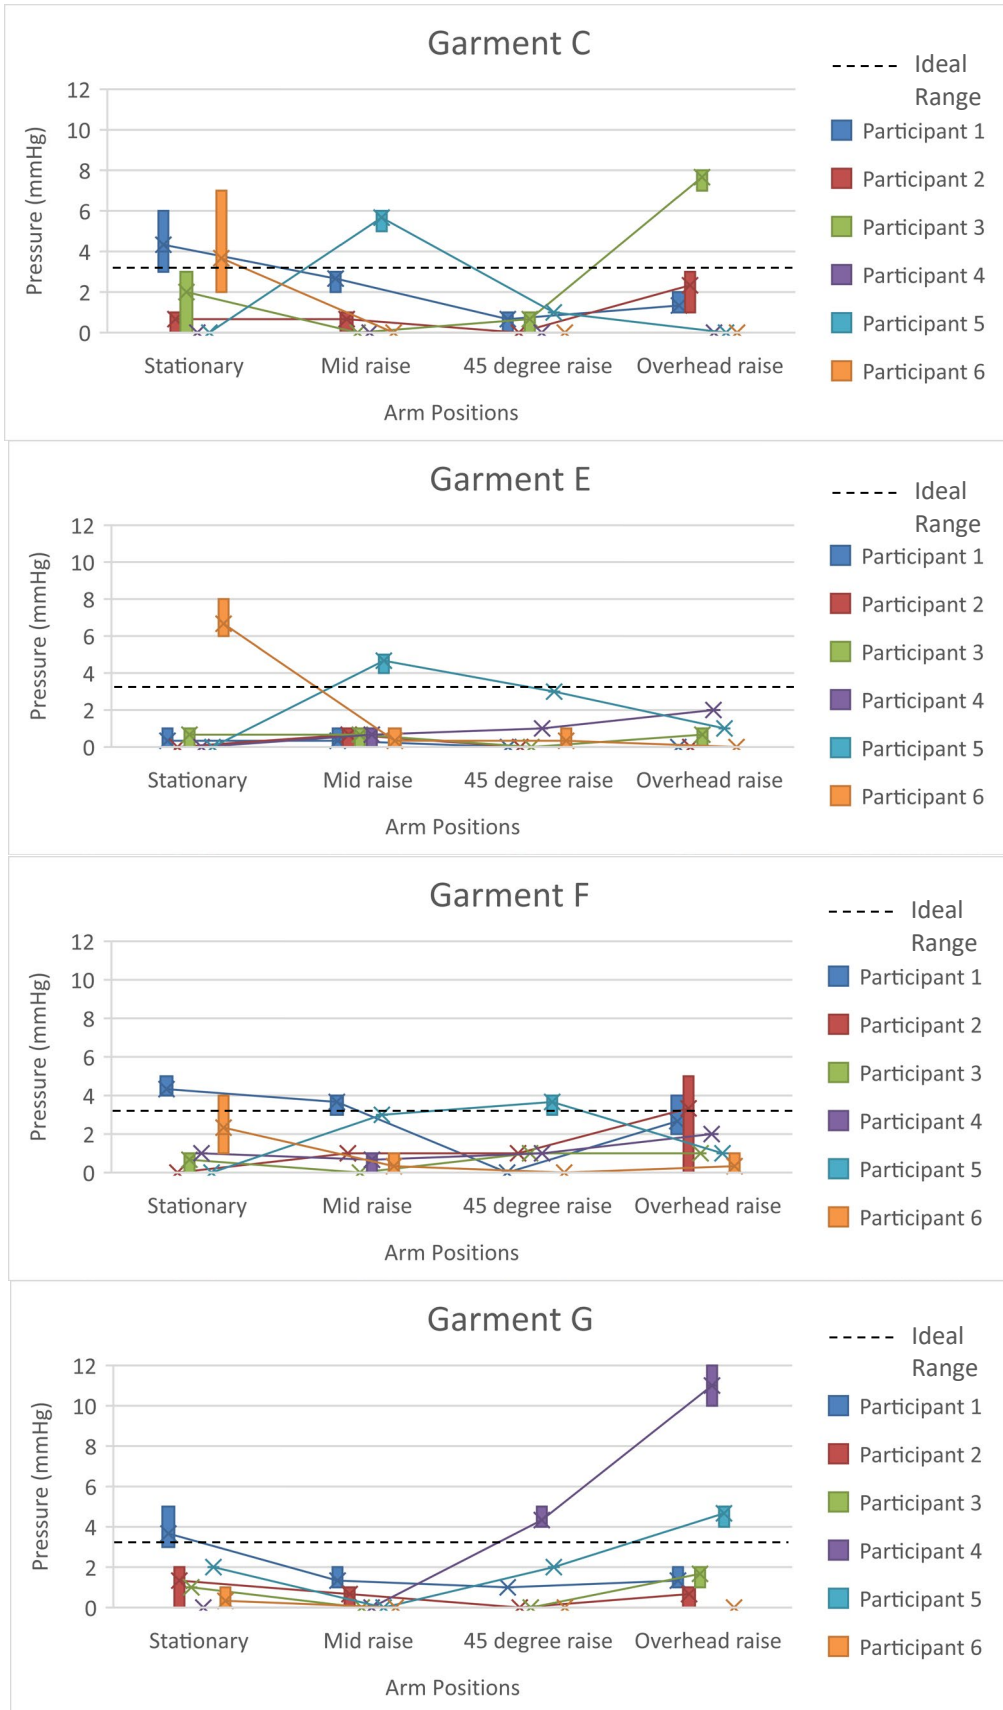 Garment C
Ideal
Range
12
10
8
6
4
2
0
Pressure (mmHg)
Stationary
Mid raise
45 degree raise
Overhead raise
Arm Positions
Participant 1
Participant 2
Participant 3
Participant 4
Participant 5
Participant 6
Garment E
Ideal
Range
12
10
8
6
4
2
0
Pressure (mmHg)
Stationary
Mid raise
45 degree raise
Overhead raise
Arm Positions
Participant 1
Participant 2
Participant 3
Participant 4
Participant 5
Participant 6
Garment F
Ideal
Range
12
10
8
6
4
2
0
Pressure (mmHg)
Stationary
Mid raise
45 degree raise
Overhead raise
Arm Positions
Participant 1
Participant 2
Participant 3
Participant 4
Participant 5
Participant 6
Garment G
Ideal
Range
12
10
8
6
4
2
0
Pressure (mmHg)
Stationary
Mid raise
45 degree raise
Overhead raise
Arm Positions
Participant 1
Participant 2
Participant 3
Participant 4
Participant 5
Participant 6